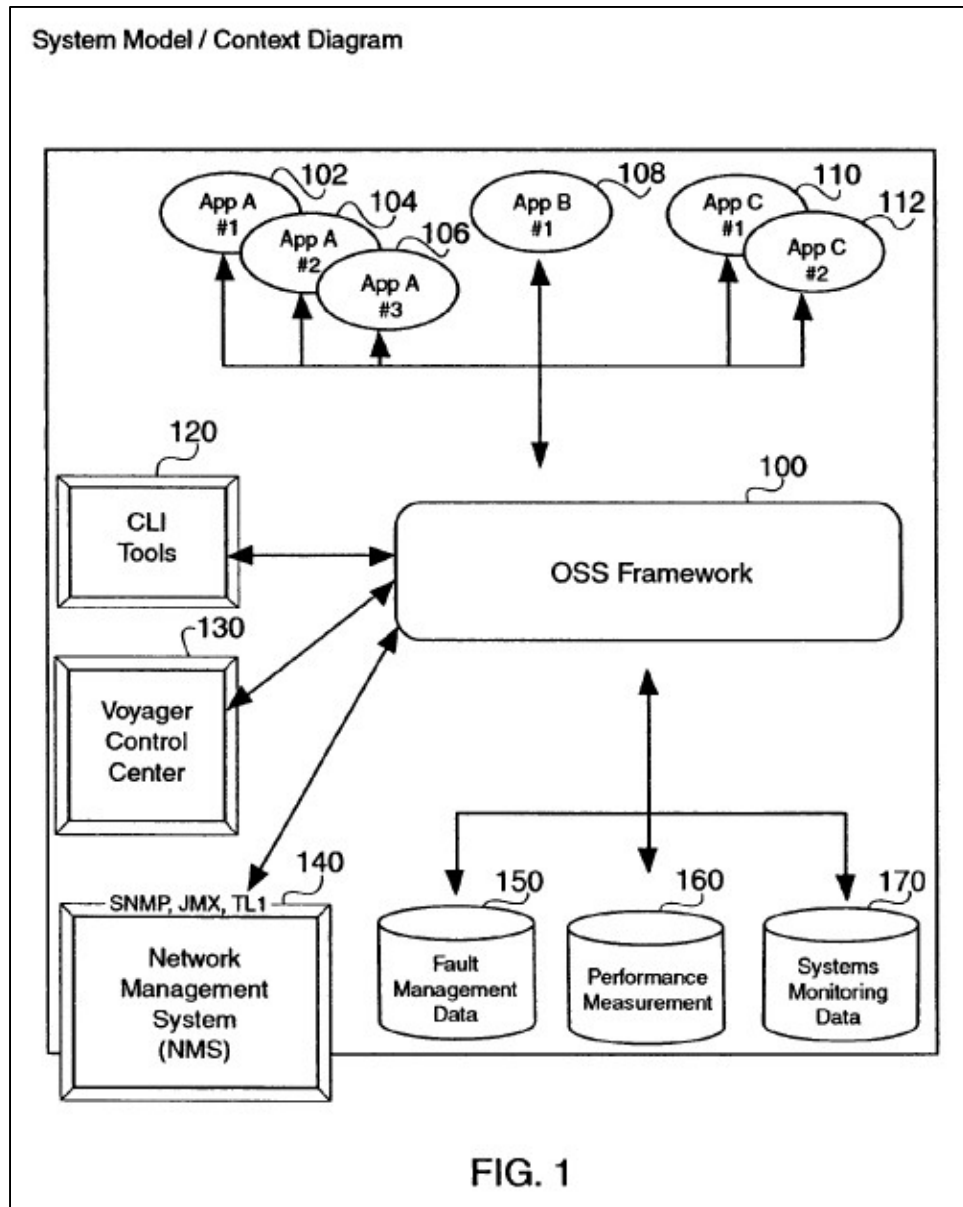 System Model / Context Diagram
102
App A
#1
104
App A
#2
106
App A
#3
108
App B
#1
110
App C
#1
112
App C
#2
120
CLI
Tools
100
OSS Framework
130
Voyager
Control
Center
140
SNMP, JMX, TL1
Network
Management
System
(NMS)
150
Fault
Management
Data
160
Performance
Measurement
170
Systems
Monitoring
Data
FIG. 1